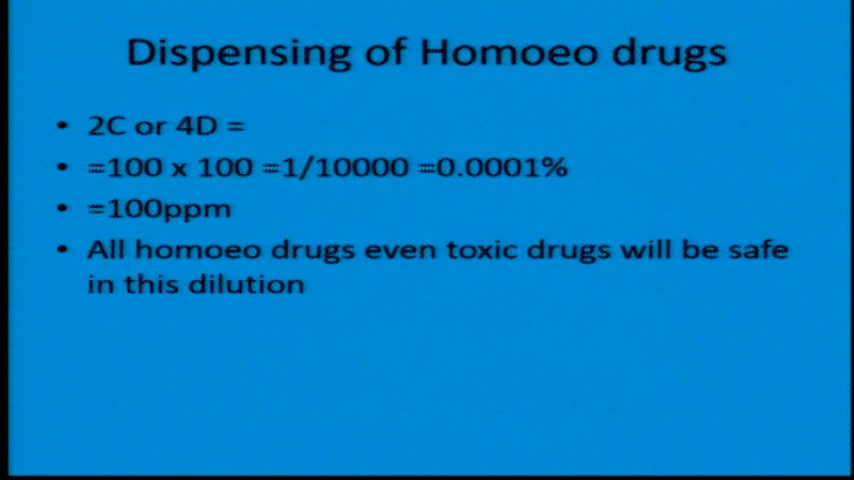 Dispensing of Homoeo drugs
• 2C or 4D =
• =100 x 100 =1/10000 =0.0001%
• =100ppm
• All homoeo drugs even toxic drugs will be safe
in this dilution